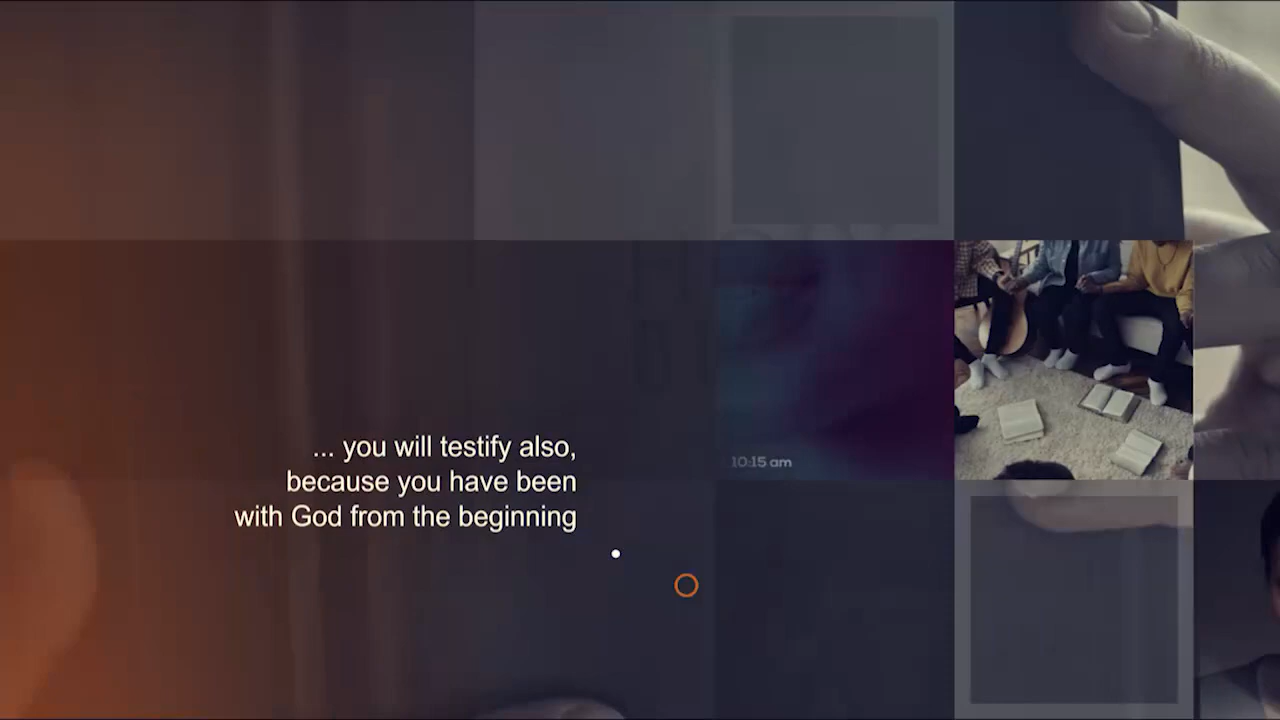 ... you will testify also,
because you have been
with God from the beginning
10:15 am